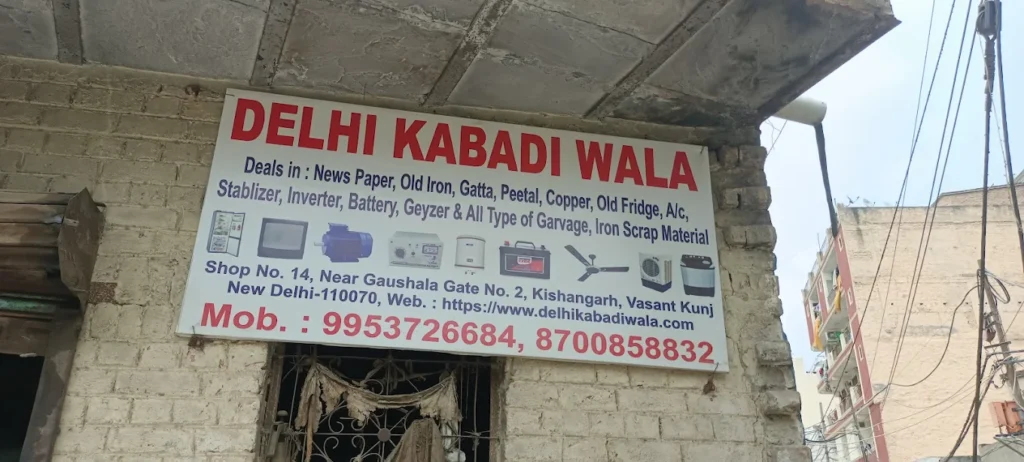 DELHI KABADI WALA
Deals in : News Paper, Old Iron, Gatta, Peetal, Copper, Old Fridge, A/c,
Stablizer, Inverter, Battery, Geyzer & All Type of Garvage, Iron Scrap Material
Shop No. 14, Near Gaushala Gate No. 2, Kishangarh, Vasant Kunj
New Delhi-110070, Web. : https://www.delhikabadiwala.com
Mob. : 9953726684, 8700858832